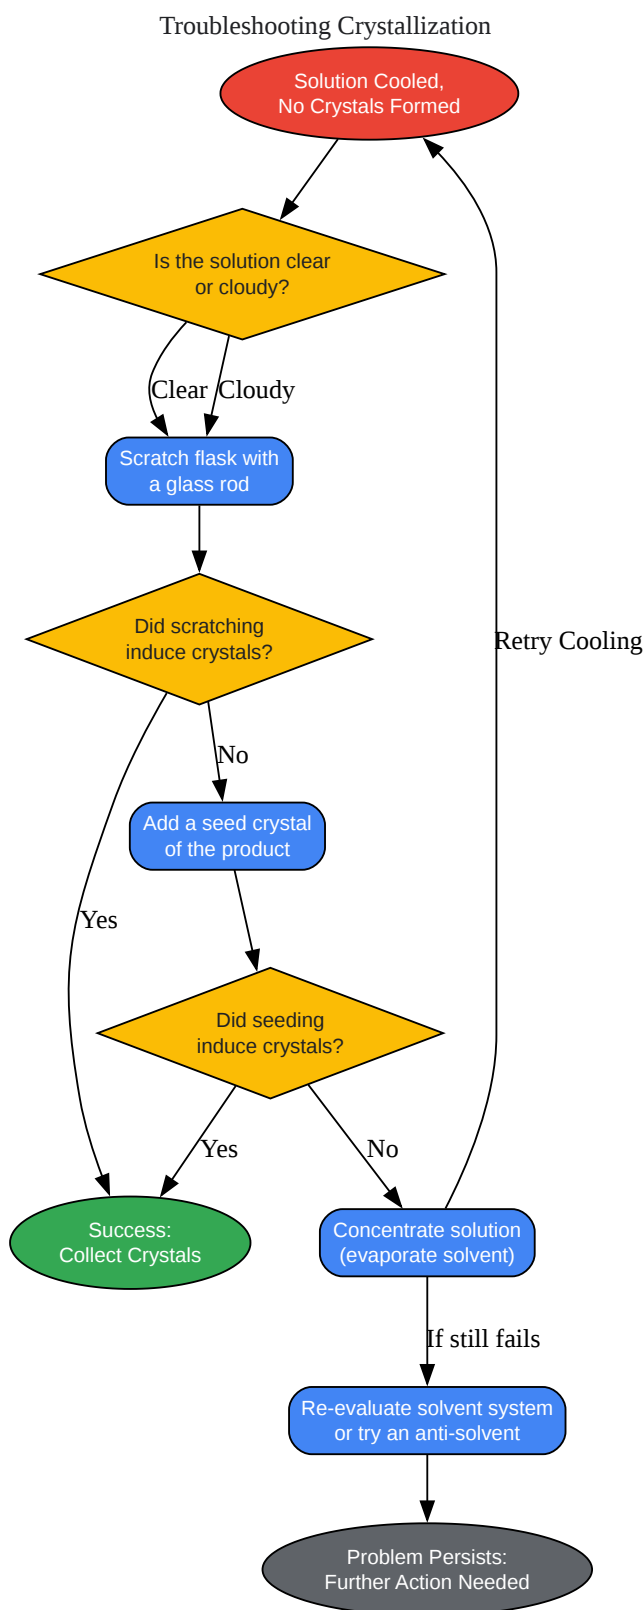 Troubleshooting Crystallization
Solution Cooled,
No Crystals Formed
Is the solution clear
or cloudy?
Clear
Cloudy
Scratch flask with
a glass rod
Did scratching
induce crystals?
Retry Cooling
No
Add a seed crystal
of the product
Yes
Did seeding
induce crystals?
Yes
No
Success:
Collect Crystals
Concentrate solution
(evaporate solvent)
If still fails
Re-evaluate solvent system
or try an anti-solvent
Problem Persists:
Further Action Needed